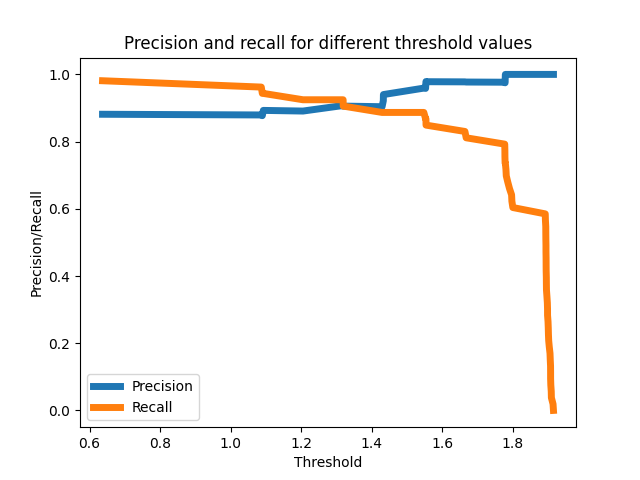 Precision and recall for different threshold values
Precision/Recall
1.0
0.8
0.6
0.4
0.2
0.0
Precision
Recall
0.6 0.8 1.0 1.2 1.4 1.6 1.8
Threshold